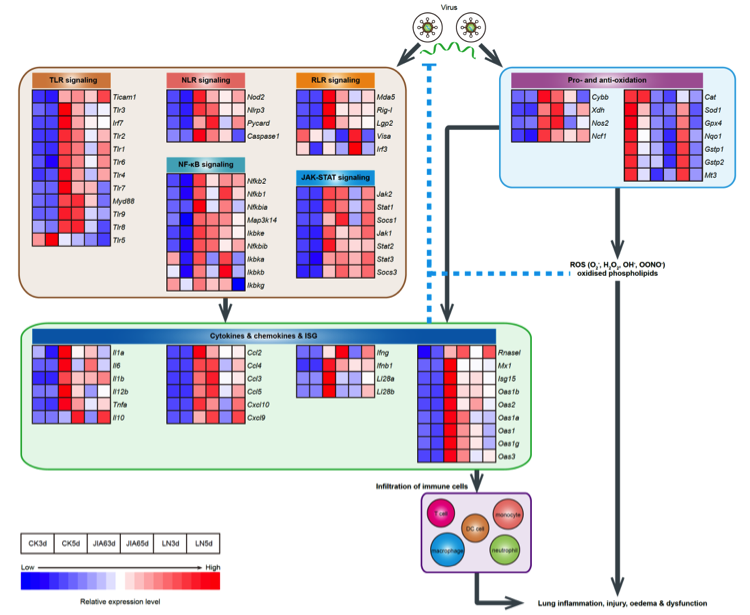 Virus
TLR signaling
Ticam1
Tlr3
Irf7
Tlr2
Tlr1
Tlr6
Tlr4
Tlr7
Myd88
Tlr9
Tlr8
Tlr5
NLR signaling
Nod2
Nlrp3
Pycard
Caspase1
RLR signaling
Mda5
Rig-I
Lgp2
Visa
Irf3
NF-κB signaling
Nfkb2
Nfkb1
Nfkbia
Map3k14
Ikbke
Nfkbib
Ikbka
Ikbkb
Ikbkg
JAK-STAT signaling
Jak2
Stat1
Socs1
Jak1
Stat2
Stat3
Socs3
Pro- and anti-oxidation
Cybb
Xdh
Nos2
Ncf1
Cat
Sod1
Gpx4
Nqo1
Gstp1
Gstp2
Mt3
ROS (O₂⁻, H₂O₂, OH⁻, OONO⁻)
oxidised phospholipids
Cytokines & chemokines & ISG
Il1a
Il6
Il1b
Il12b
Tnfa
Il10
Ccl2
Ccl4
Ccl3
Ccl5
Cxcl10
Cxcl9
Ifng
Ifnb1
Ll28a
Ll28b
Rnasel
Mx1
Isg15
Oas1b
Oas2
Oas1a
Oas1
Oas1g
Oas3
Infiltration of immune cells
T cell
monocyte
DC cell
macrophage
neutrophil
CK3d CK5d JIA63d JIA65d LN3d LN5d
Low High
Relative expression level
Lung inflammation, injury, oedema & dysfunction